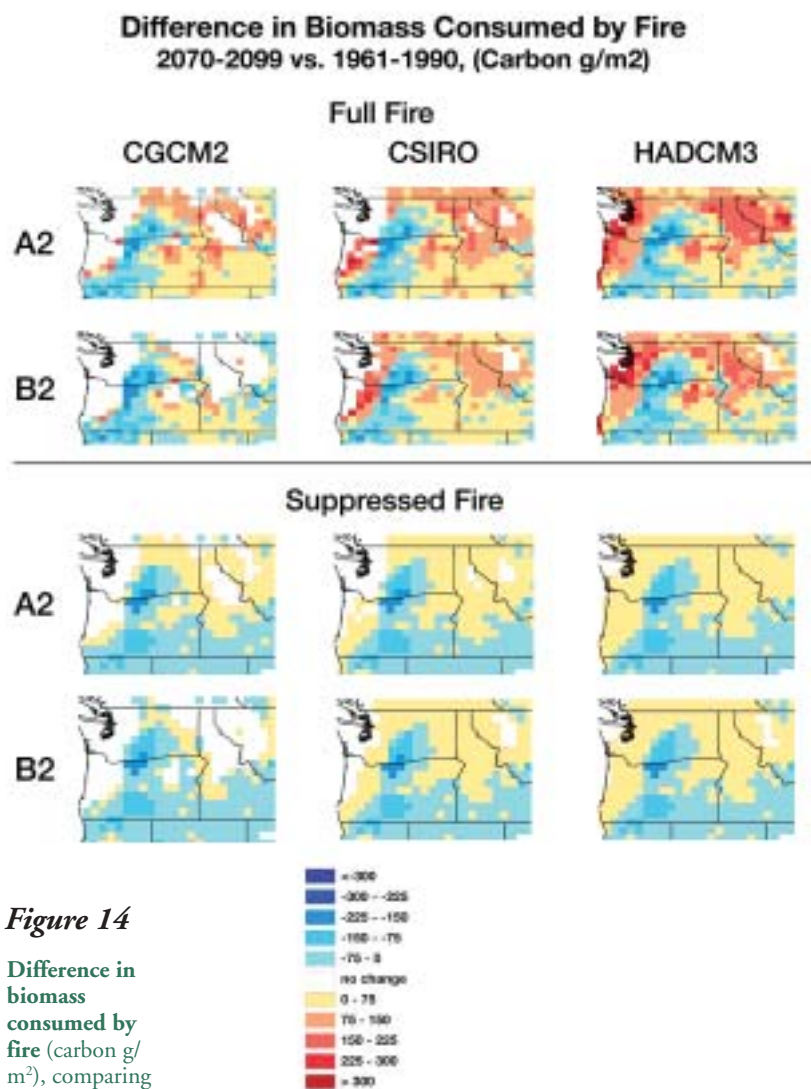 Difference in Biomass Consumed by Fire
2070-2099 vs. 1961-1990, (Carbon g/m2)
Full Fire
CGCM2 CSIRO HADCM3
A2
B2
Suppressed Fire
A2
B2
<-300
-300 - -225
-225 - -150
-150 - -75
-75 - 0
no change
0 - 75
75 - 150
150 - 225
225 - 300
> 300
Figure 14
Difference in
biomass
consumed by
fire (carbon g/
m²), comparing